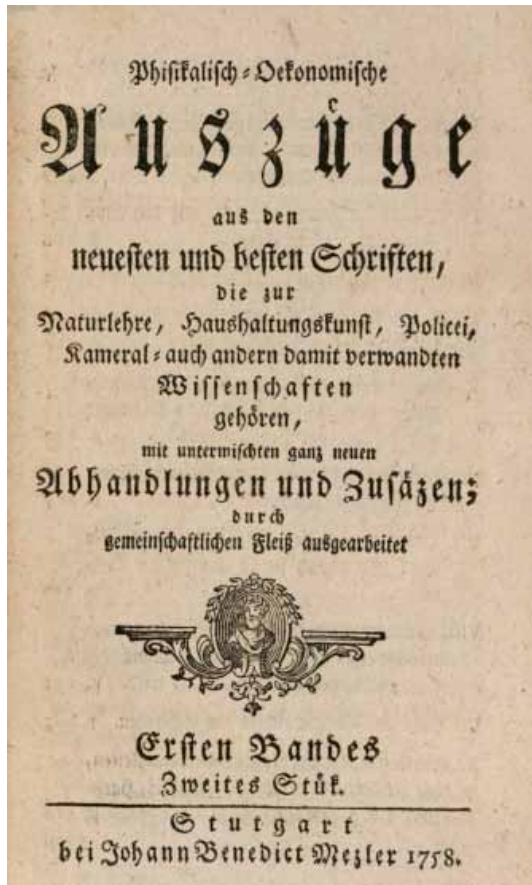 Phisikalisch-Oekonomische
Auszüge
aus den
neuesten und besten Schriften,
die zur
Naturlehre, Haushaltungskunst, Policei,
Kameral-auch andern damit verwandten
Wissenschaften
gehören,
mit untermischten ganz neuen
Abhandlungen und Zusäzen;
durch
gemeinschaftlichen Fleiß ausgearbeitet
Ersten Bandes
Zweites Stük.
Stutgart
bei Johann Benedict Mezler 1758.